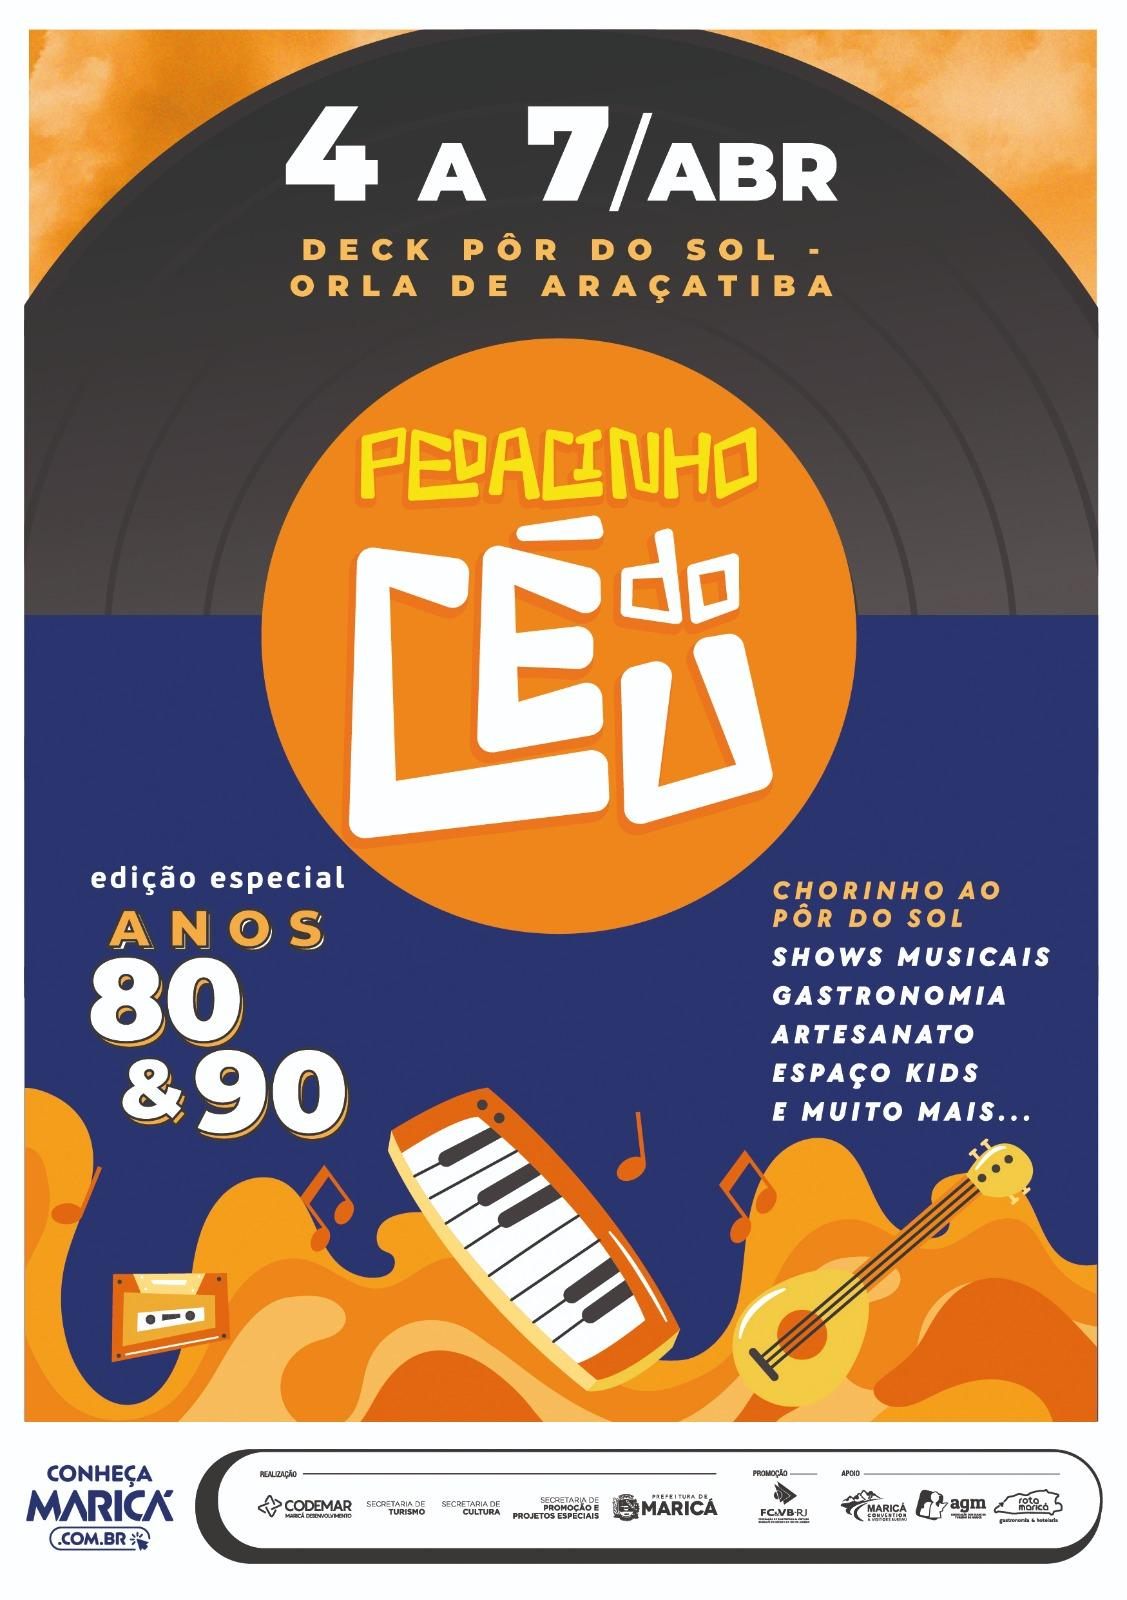 4 A 7/ABR
DECK PÔR DO SOL -
ORLA DE ARAÇATIBA
PEDACINHO
do
CÉU
edição especial
ANOS
80
&90
CHORINHO AO
PÔR DO SOL
SHOWS MUSICAIS
GASTRONOMIA
ARTESANATO
ESPAÇO KIDS
E MUITO MAIS...
CONHEÇA
MARICÁ
.COM.BR
REALIZAÇÃO
CODEMAR
MARICÁ DESENVOLVIMENTO
SECRETARIA DE
TURISMO
SECRETARIA DE
CULTURA
SECRETARIA DE
PROMOÇÃO E
PROJETOS ESPECIAIS
PREFEITURA DE
MARICÁ
PROMOÇÃO
FC&VB-RJ
APOIO
MARICÁ
CONVENTION
& VISITORS BUREAU
agm
rota
maricá
gastronomia & hotelaria